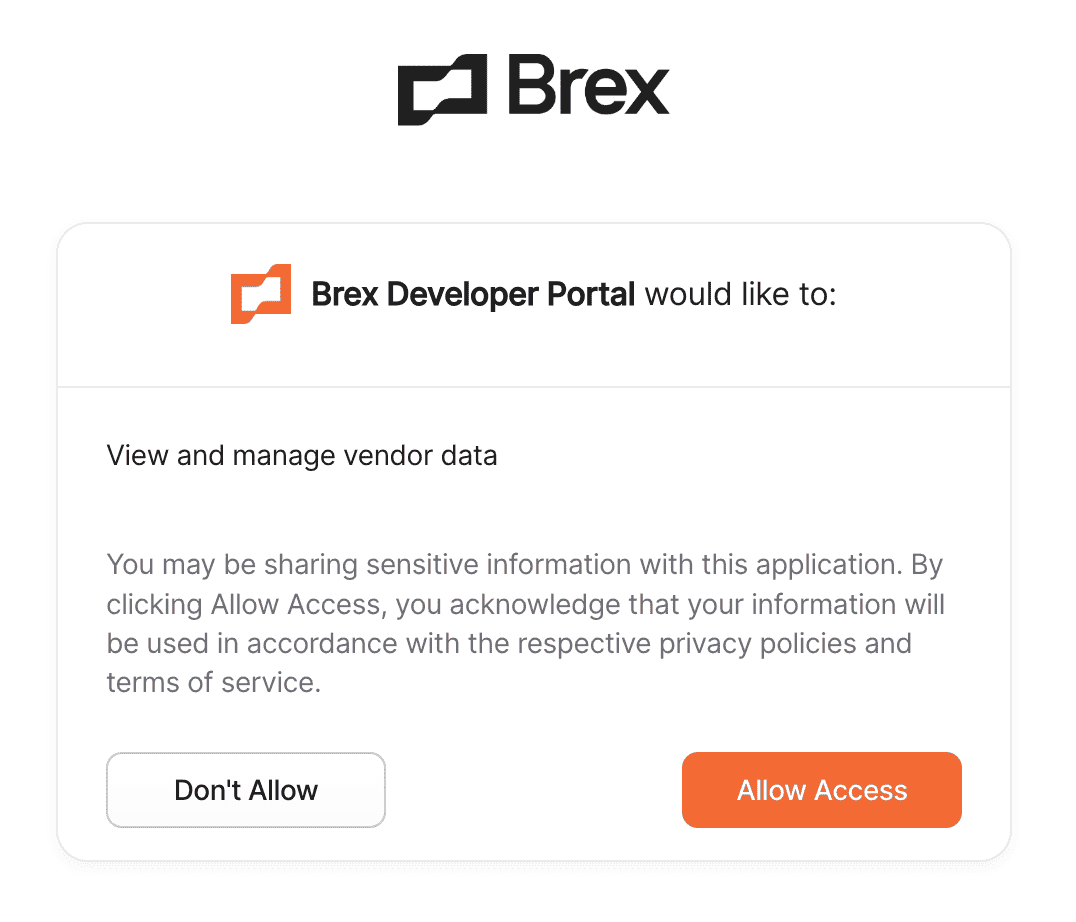 Brex
Brex Developer Portal would like to:
View and manage vendor data
You may be sharing sensitive information with this application. By
clicking Allow Access, you acknowledge that your information will
be used in accordance with the respective privacy policies and
terms of service.
Don't Allow
Allow Access